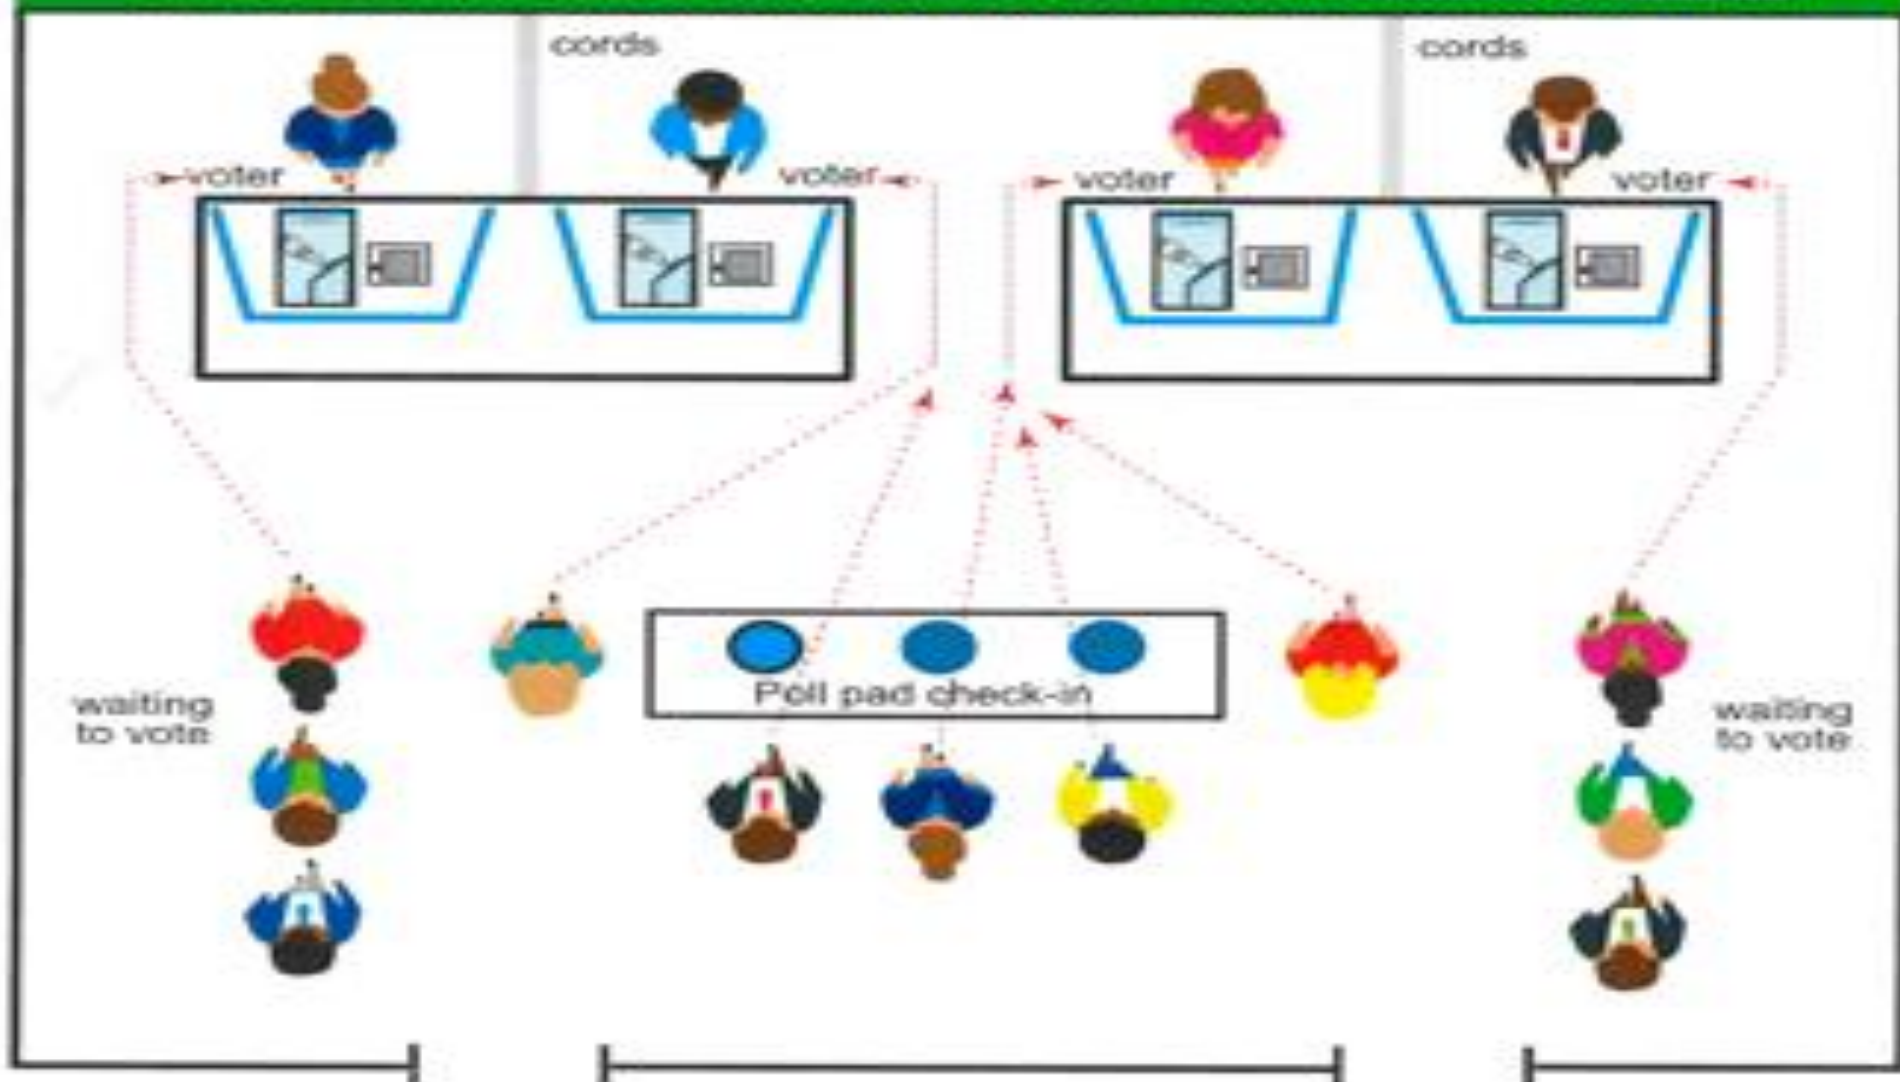 cords
cords
voter
voter
voter
voter
Poll pad check-in
waiting
to vote
waiting
to vote